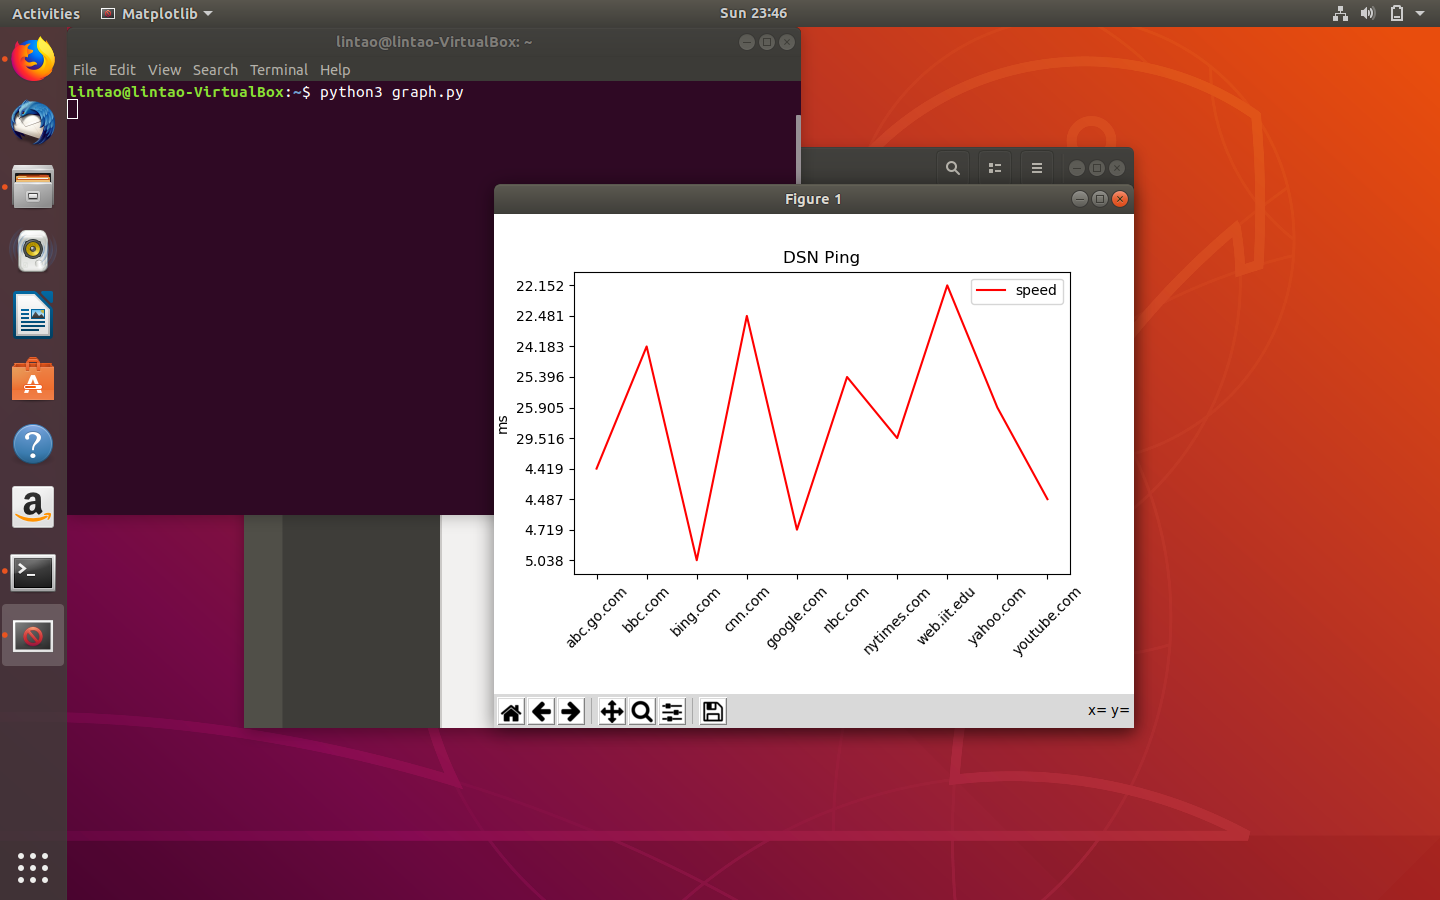 Activities Matplotlib Sun 23:46
lintao@lintao-VirtualBox: ~
File Edit View Search Terminal Help
lintao@lintao-VirtualBox:~$ python3 graph.py
Figure 1
DSN Ping
speed
ms
22.152
22.481
24.183
25.396
25.905
29.516
4.419
4.487
4.719
5.038
abc.go.com
bbc.com
bing.com
cnn.com
google.com
nbc.com
nytimes.com
web.iit.edu
yahoo.com
youtube.com
x= y=